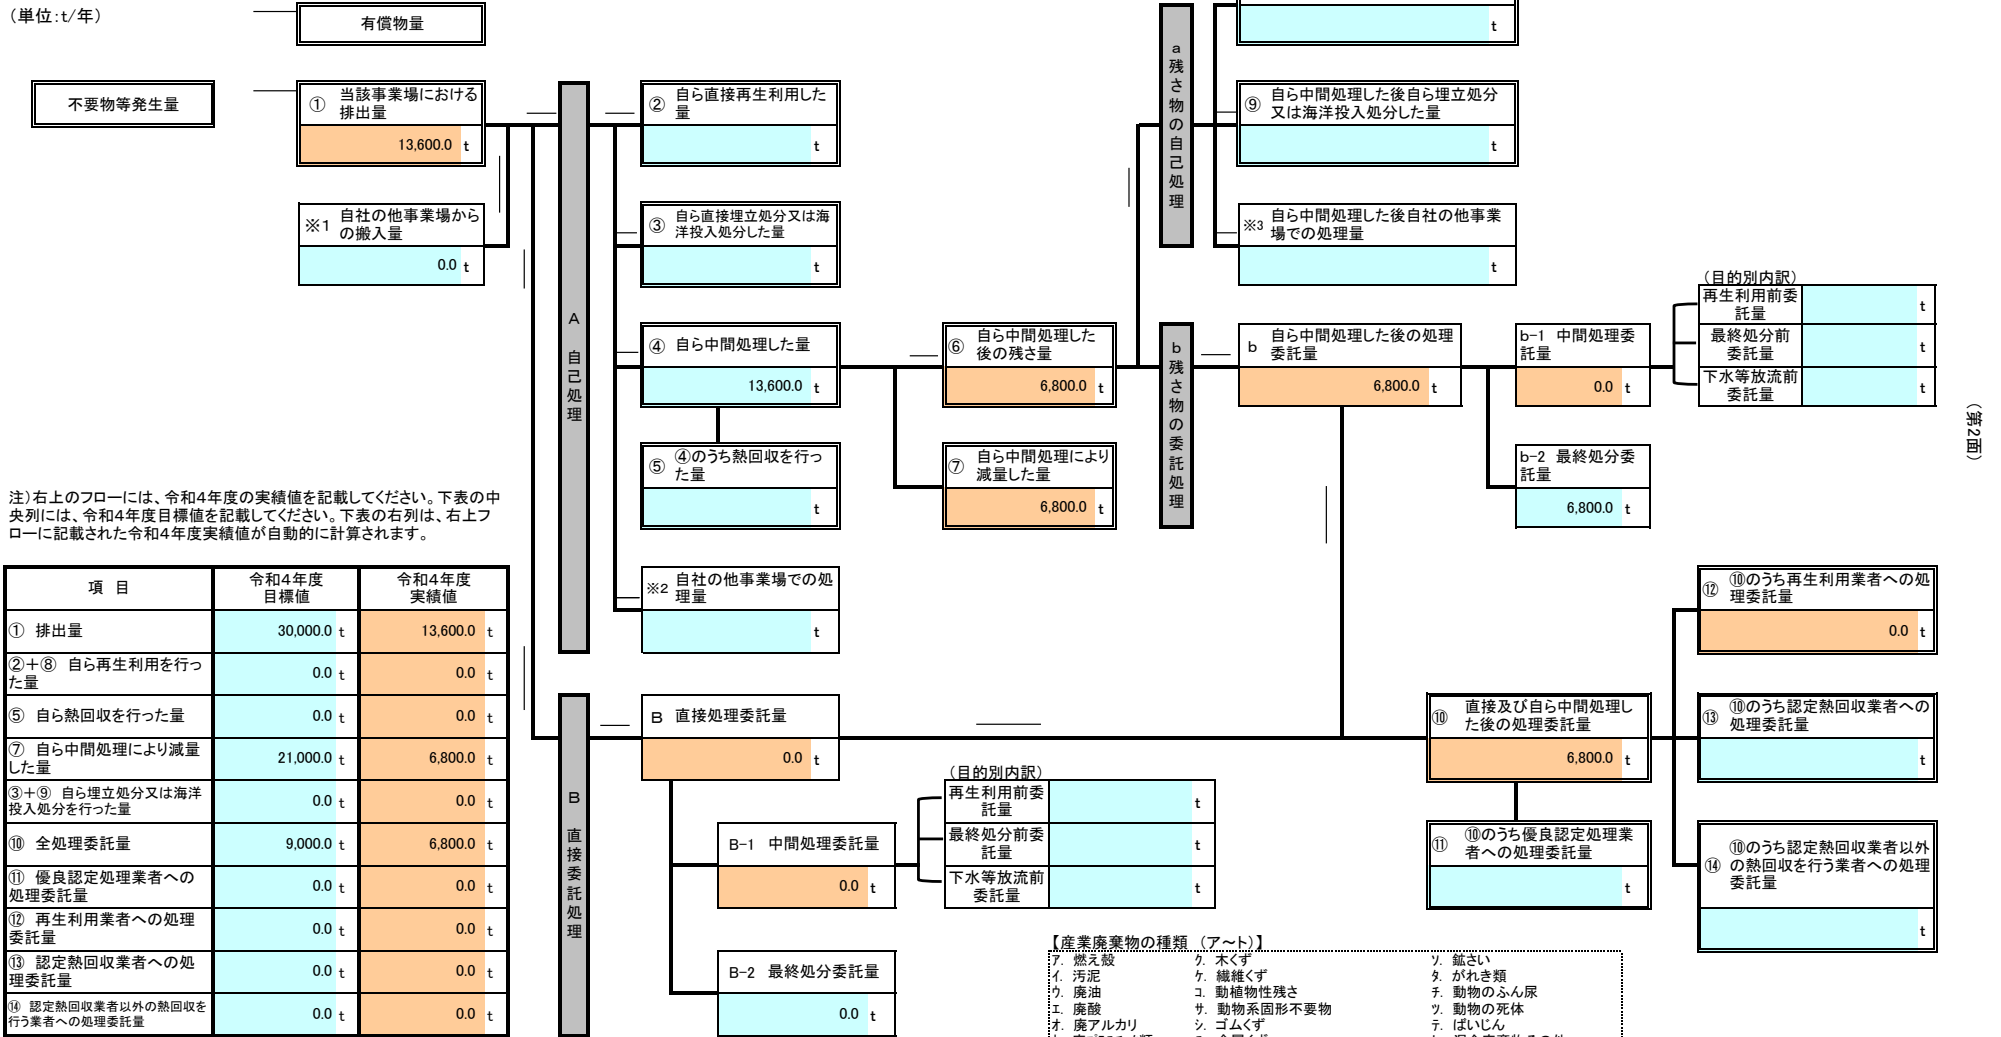 (単位:t/年)
有償物量
t
不要物等発生量
① 当該事業場における
排出量
13,600.0 t
※1 自社の他事業場から
の搬入量
0.0 t
A 自己処理
② 自ら直接再生利用した
量
t
③ 自ら直接埋立処分又は海
洋投入処分した量
t
④ 自ら中間処理した量
13,600.0 t
⑤ ④のうち熱回収を行っ
た量
t
※2 自社の他事業場での処
理量
t
⑥ 自ら中間処理した
後の残さ量
6,800.0 t
⑦ 自ら中間処理により
減量した量
6,800.0 t
a 残さ物の自己処理
⑨ 自ら中間処理した後自ら埋立処分
又は海洋投入処分した量
t
※3 自ら中間処理した後自社の他事業
場での処理量
t
b 残さ物の委託処理
b 自ら中間処理した後の処理
委託量
6,800.0 t
b-1 中間処理委
託量
0.0 t
b-2 最終処分委
託量
6,800.0 t
(目的別内訳)
再生利用前委
託量
t
最終処分前
委託量
t
下水等放流前
委託量
t
(第2面)
注)右上のフローには、令和4年度の実績値を記載してください。下表の中
央列には、令和4年度目標値を記載してください。下表の右列は、右上フ
ローに記載された令和4年度実績値が自動的に計算されます。
項 目 令和4年度
目標値 令和4年度
実績値
① 排出量 30,000.0 t 13,600.0 t
②+⑧ 自ら再生利用を行っ
た量 0.0 t 0.0 t
⑤ 自ら熱回収を行った量 0.0 t 0.0 t
⑦ 自ら中間処理により減量
した量 21,000.0 t 6,800.0 t
③+⑨ 自ら埋立処分又は海洋
投入処分を行った量 0.0 t 0.0 t
⑩ 全処理委託量 9,000.0 t 6,800.0 t
⑪ 優良認定処理業者への
処理委託量 0.0 t 0.0 t
⑫ 再生利用業者への処理
委託量 0.0 t 0.0 t
⑬ 認定熱回収業者への処
理委託量 0.0 t 0.0 t
⑭ 認定熱回収業者以外の熱回収を
行う業者への処理委託量 0.0 t 0.0 t
B 直接委託処理
B 直接処理委託量
0.0 t
B-1 中間処理委託量
0.0 t
B-2 最終処分委託量
0.0 t
(目的別内訳)
再生利用前委
託量
t
最終処分前委
託量
t
下水等放流前
委託量
t
⑩ 直接及び自ら中間処理し
た後の処理委託量
6,800.0 t
⑪ ⑩のうち優良認定処理業
者への処理委託量
t
⑫ ⑩のうち再生利用業者への処
理委託量
0.0 t
⑬ ⑩のうち認定熱回収業者への
処理委託量
t
⑭ ⑩のうち認定熱回収業者以外
の熱回収を行う業者への処理
委託量
t
【産業廃棄物の種類 (ア～ト)】
ア. 燃え殻 ク. 木くず ソ. 鉱さい
イ. 汚泥 ケ. 繊維くず タ. がれき類
ウ. 廃油 コ. 動植物性残さ チ. 動物のふん尿
エ. 廃酸 サ. 動物系固形不要物 ツ. 動物の死体
オ. 廃アルカリ シ. ゴムくず テ. ばいじん